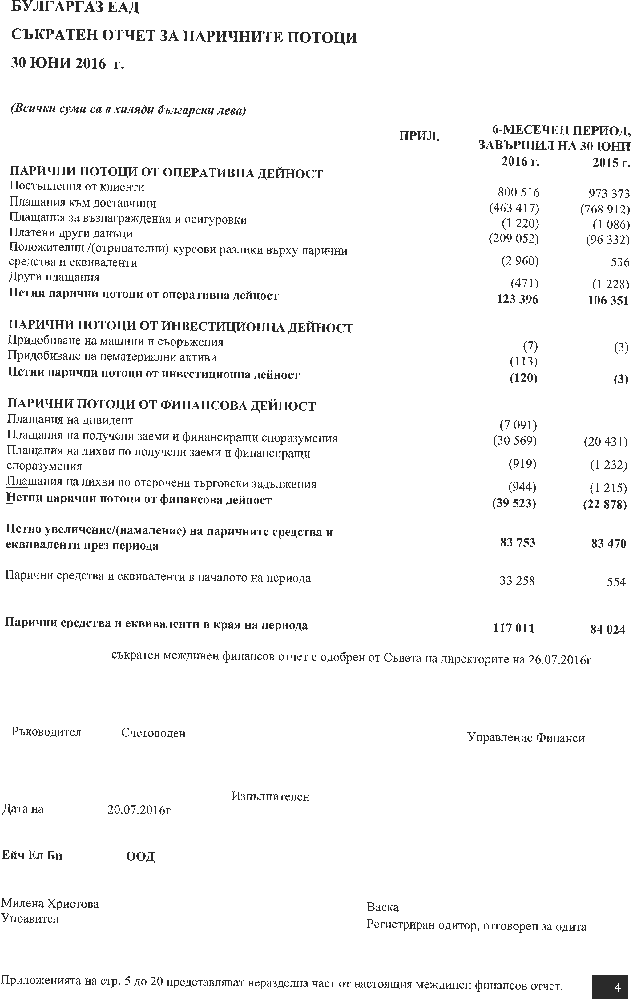 БУЛГАРГАЗ ЕАД
СЪКРАТЕН ОТЧЕТ ЗА ПАРИЧНИТЕ ПОТОЦИ
30 ЮНИ 2016 г.
(Всички суми са в хиляди български лева)
ПРИЛ. 6-МЕСЕЧЕН ПЕРИОД,
ЗАВЪРШИЛ НА 30 ЮНИ
2016 г. 2015 г.
ПАРИЧНИ ПОТОЦИ ОТ ОПЕРАТИВНА ДЕЙНОСТ
Постъпления от клиенти 800 516 973 373
Плащания към доставчици (463 417) (768 912)
Плащания за възнаграждения и осигуровки (1 220) (1 086)
Платени други данъци (209 052) (96 332)
Положителни /(отрицателни) курсови разлики върху парични
средства и еквиваленти (2 960) 536
Други плащания (471) (1 228)
Нетни парични потоци от оперативна дейност 123 396 106 351
ПАРИЧНИ ПОТОЦИ ОТ ИНВЕСТИЦИОННА ДЕЙНОСТ
Придобиване на машини и съоръжения (7) (3)
Придобиване на нематериални активи (113)
Нетни парични потоци от инвестиционна дейност (120) (3)
ПАРИЧНИ ПОТОЦИ ОТ ФИНАНСОВА ДЕЙНОСТ
Плащания на дивидент (7 091)
Плащания на получени заеми и финансиращи споразумения (30 569) (20 431)
Плащания на лихви по получени заеми и финансиращи
споразумения (919) (1 232)
Плащания на лихви по отсрочени търговски задължения (944) (1 215)
Нетни парични потоци от финансова дейност (39 523) (22 878)
Нетно увеличение/(намаление) на паричните средства и
еквиваленти през периода 83 753 83 470
Парични средства и еквиваленти в началото на периода 33 258 554
Парични средства и еквиваленти в края на периода 117 011 84 024
съкратен междинен финансов отчет е одобрен от Съвета на директорите на 26.07.2016г
Ръководител Счетоводен Управление Финанси
Изпълнителен
Дата на 20.07.2016г
Ейч Ел Би ООД
Милена Христова Васка
Управител Регистриран одитор, отговорен за одита
Приложенията на стр. 5 до 20 представляват неразделна част от настоящия междинен финансов отчет. 4